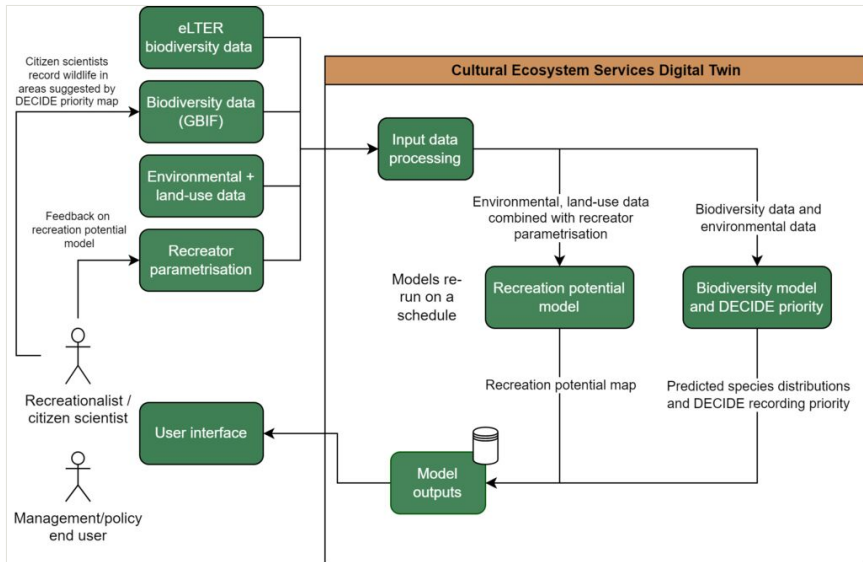 eLTER
biodiversity data
Citizen scientists
record wildlife in
areas suggested by
DECIDE priority map
Cultural Ecosystem Services Digital Twin
Biodiversity data
(GBIF)
Input data
processing
Environmental +
land-use data
Environmental, land-use data
combined with recreator
parametrisation
Biodiversity data and
environmental data
Feedback on
recreation potential
model
Recreator
parametrisation
Models re-
run on a
schedule
Recreation potential
model
Biodiversity model
and DECIDE priority
Recreation potential map
Predicted species distributions
and DECIDE recording priority
Recreationalist /
citizen scientist
User interface
Model
outputs
Management/policy
end user